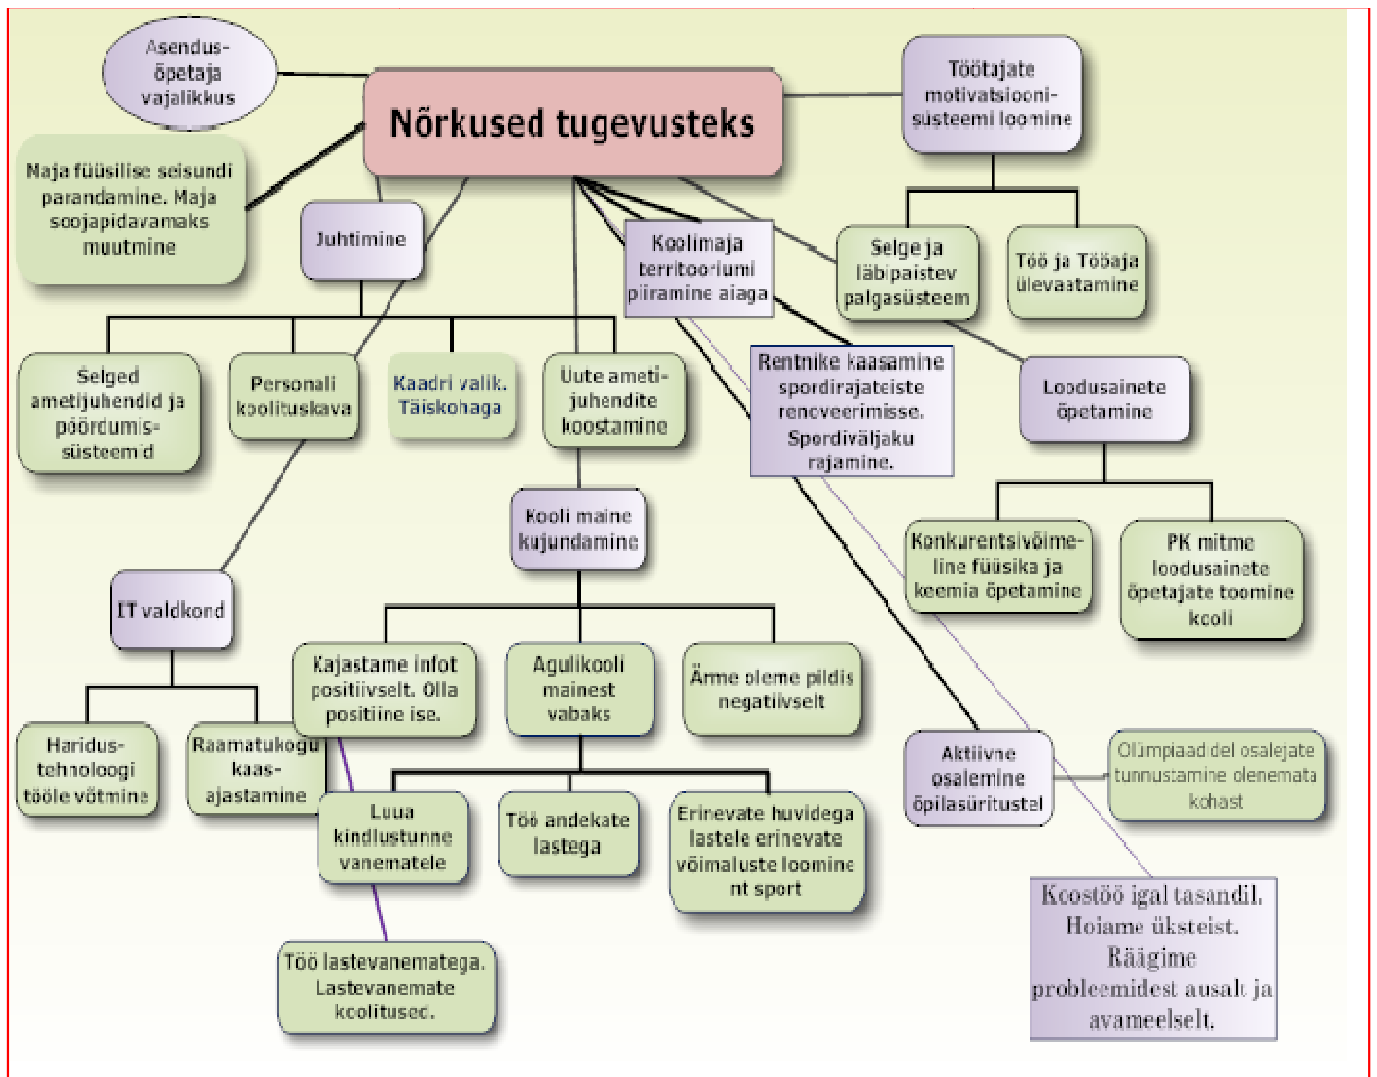 Asendus-
õpetaja
vajalikkus
Nõrkused tugevusteks
Töötajate
motivatsiooni-
süsteemi loomine
Maja füüsilise seisundi
parandamine. Maja
soojapidavamaks
muutmine
Juhtimine
Koolimaja
territooriumi
piiramine aiaga
Selge ja
läbipaistev
palgasüsteem
Töö ja Tööaja
ülevaatamine
Selged
ametijuhendid ja
pöördumis-
süsteemid
Personali
koolituskava
Kaadri valik.
Täiskohaga
Uute ameti-
juhendite
koostamine
Rentnike kaasamine
spordirajateiste
renoveerimisse.
Spordiväljaku
rajamine.
Loodusainete
õpetamine
Kooli maine
kujundamine
Konkurentsivõime-
line füüsika ja
keemia õpetamine
PK mitme
loodusainete
õpetajate toomine
kooli
IT valdkond
Kajastame infot
positiivselt. Olla
positiine ise.
Agulikooli
mainest
vabaks
Ärme oleme pildis
negatiivselt
Haridus-
tehnoloogi
tööle võtmine
Raamatukogu
kaas-
ajastamine
Aktiivne
osalemine
õpilasüritustel
Olümpiaadidel osalejate
tunnustamine olenemata
kohast
Luua
kindlustunne
vanematele
Töö andekate
lastega
Erinevate huvidega
lastele erinevate
võimaluste loomine
nt sport
Koostöö igal tasandil.
Hoiame üksteist.
Räägime
probleemidest ausalt ja
avameelselt.
Töö lastevanematega.
Lastevanemate
koolitused.